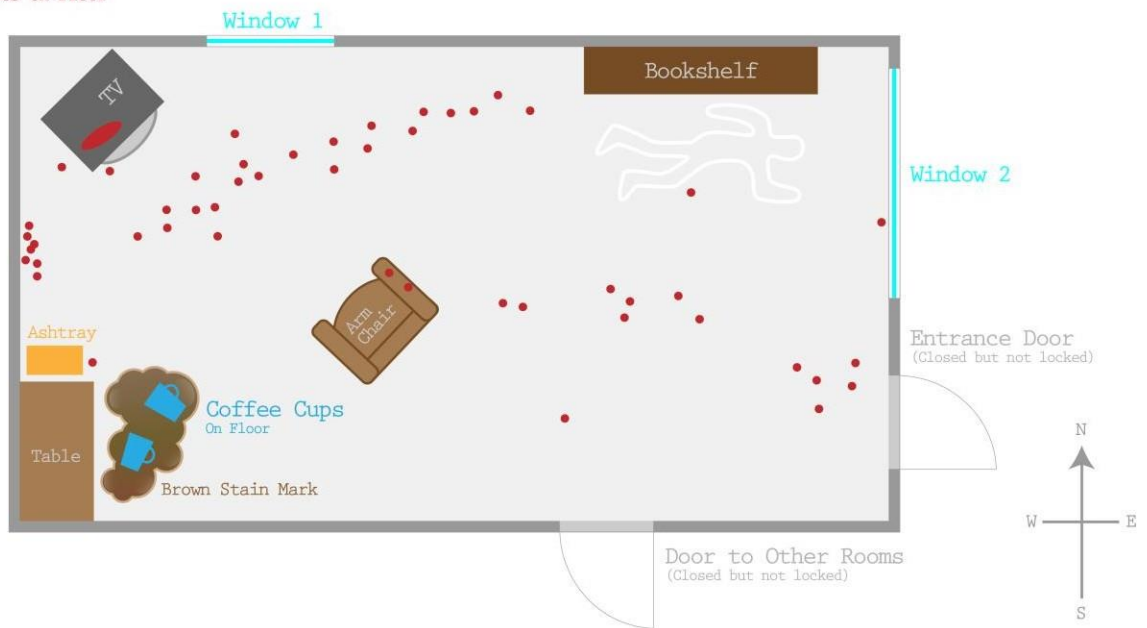 Window 1
TV
Bookshelf
Window 2
Ashtray
Arm
Chair
Entrance Door
(Closed but not locked)
Coffee Cups
On Floor
Table
Brown Stain Mark
N
W
E
S
Door to Other Rooms
(Closed but not locked)